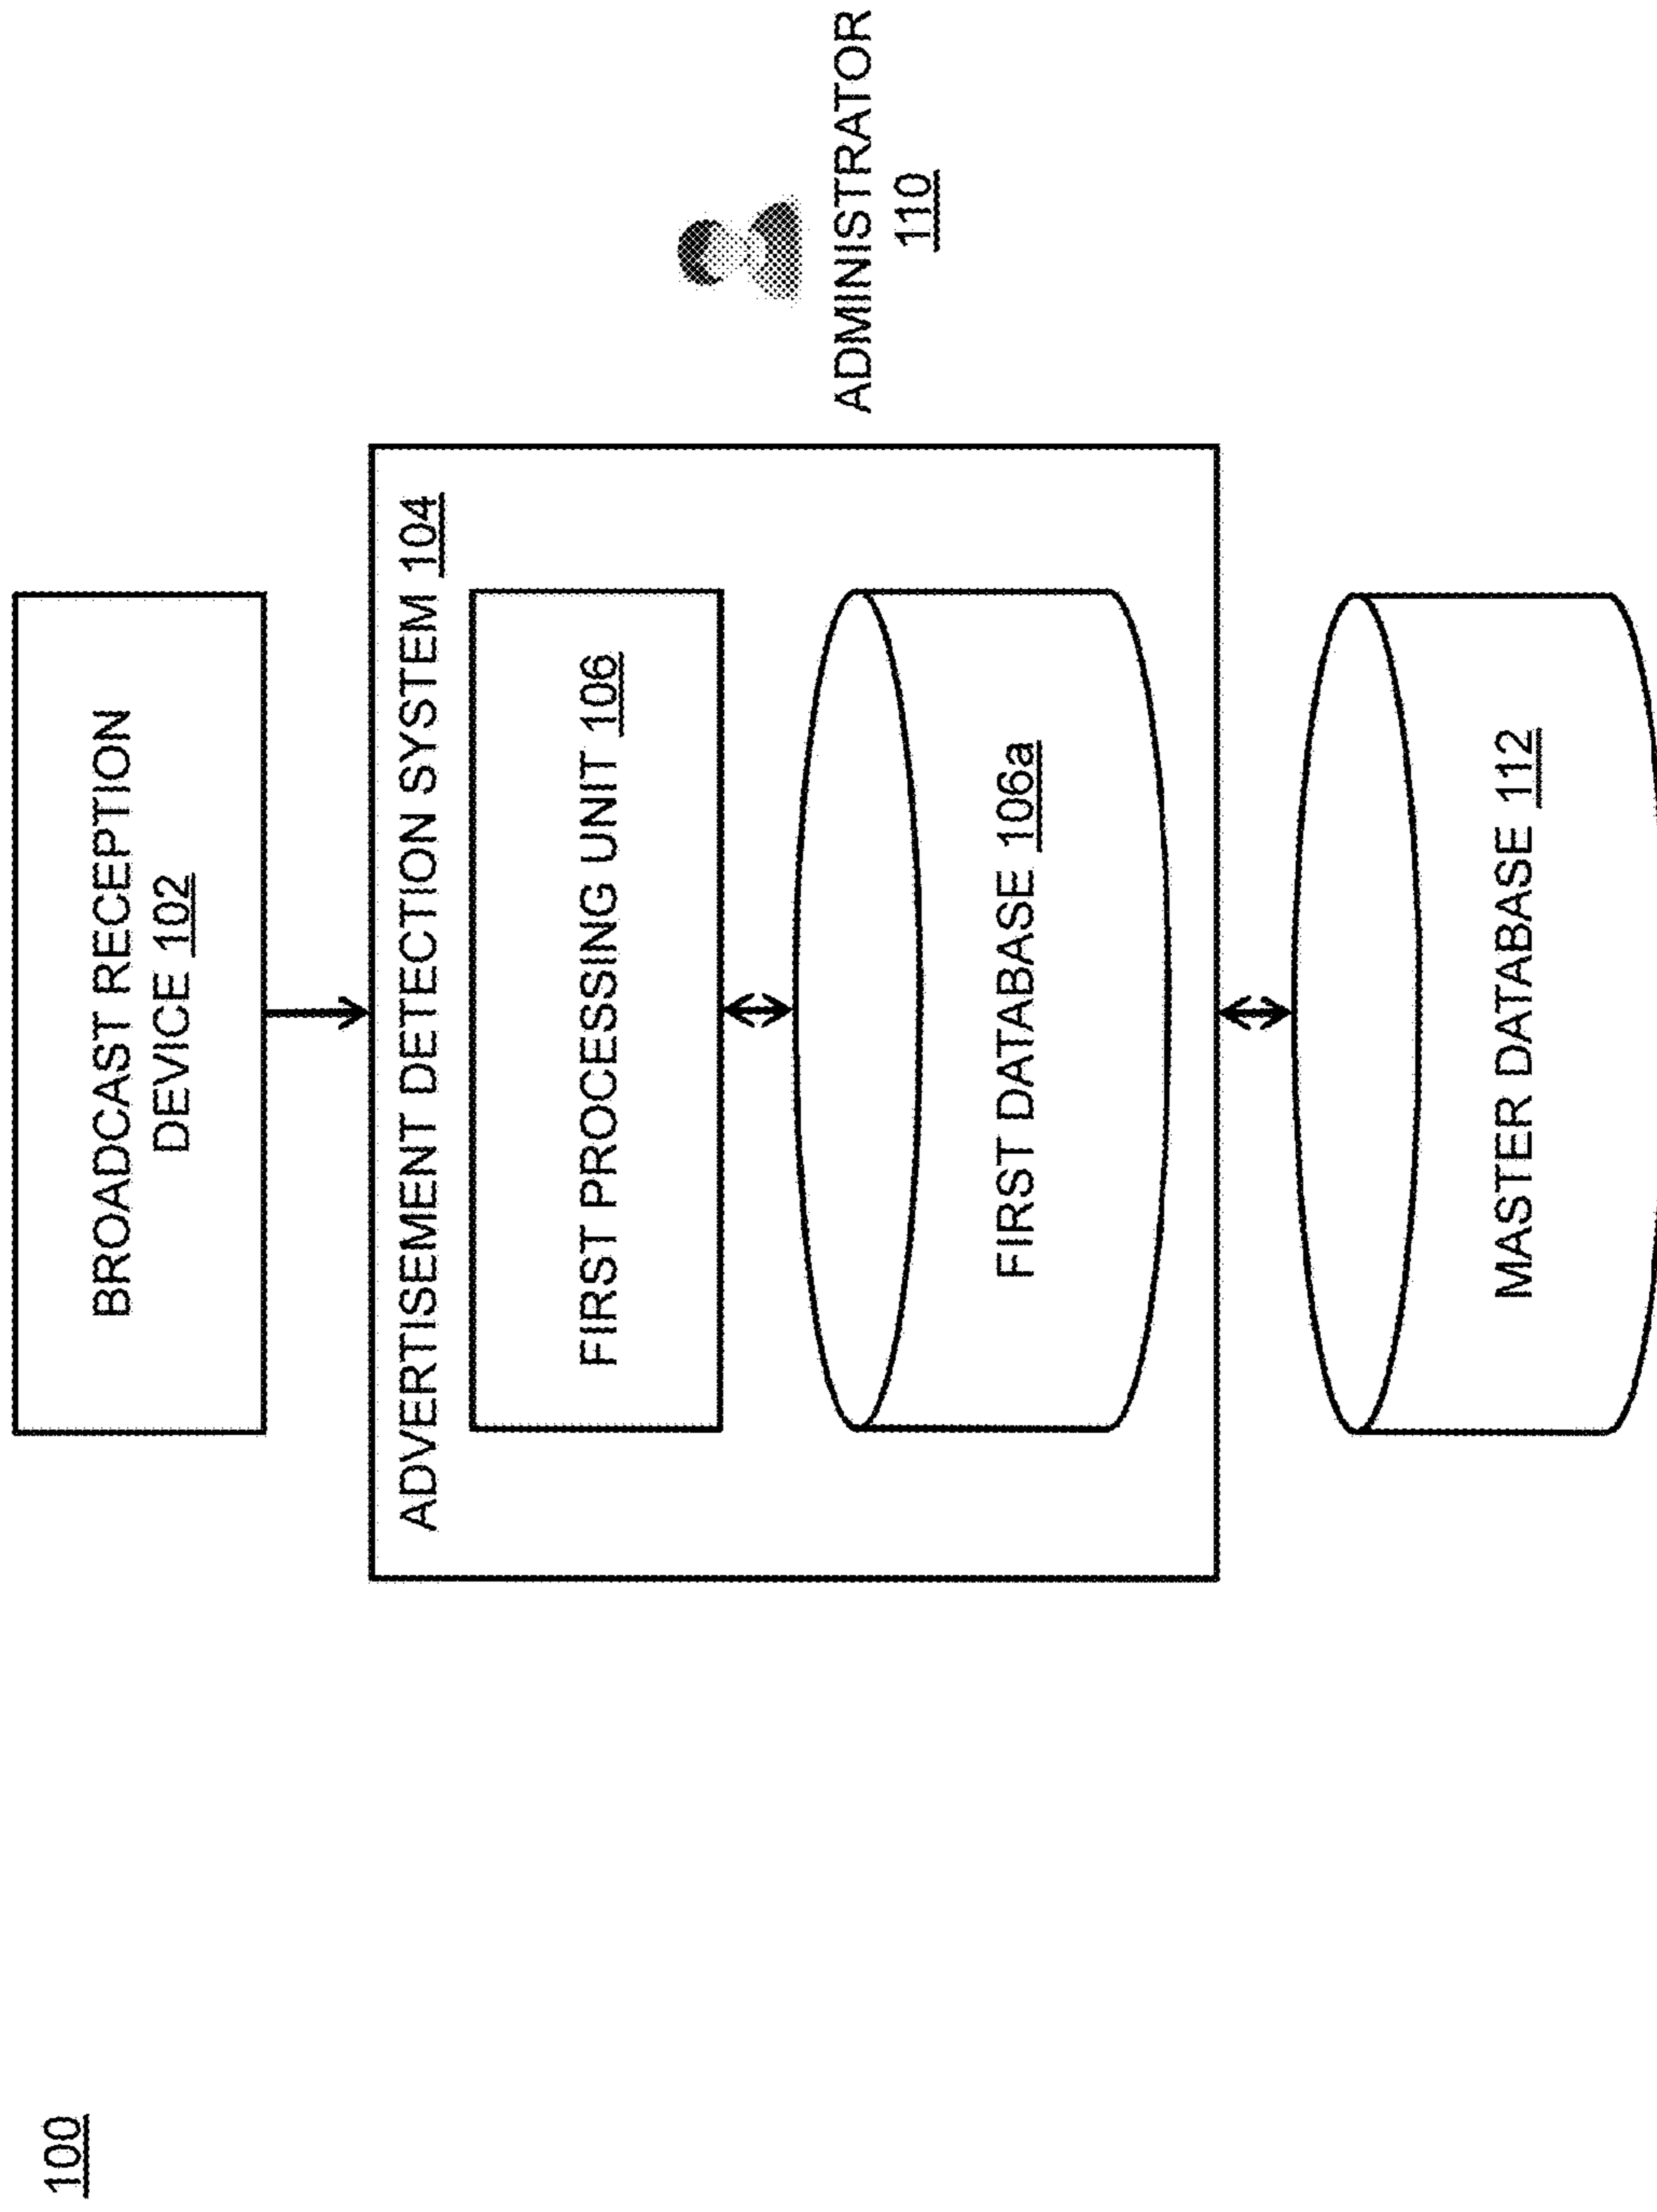 100
BROADCAST RECEPTION
DEVICE 102
ADVERTISEMENT DETECTION SYSTEM 104
FIRST PROCESSING UNIT 106
FIRST DATABASE 106a
ADMINISTRATOR
110
MASTER DATABASE 112